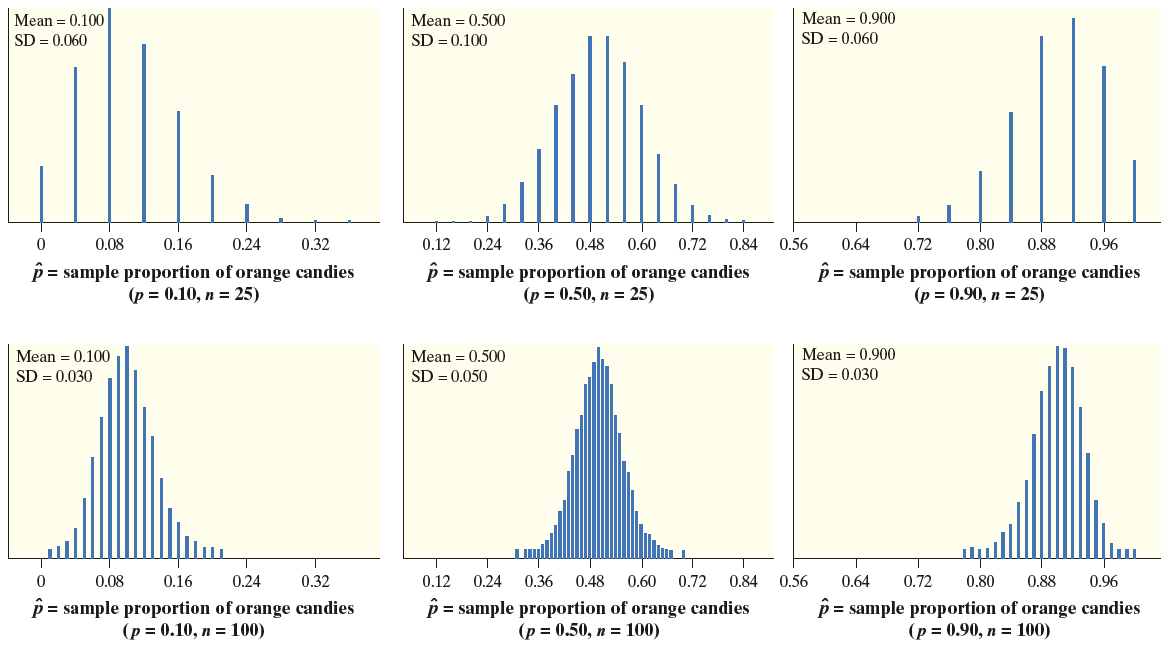 Mean = 0.100
SD = 0.060
0 0.08 0.16 0.24 0.32
p̂ = sample proportion of orange candies
(p = 0.10, n = 25)
Mean = 0.500
SD = 0.100
0.12 0.24 0.36 0.48 0.60 0.72 0.84
p̂ = sample proportion of orange candies
(p = 0.50, n = 25)
Mean = 0.900
SD = 0.060
0.56 0.64 0.72 0.80 0.88 0.96
p̂ = sample proportion of orange candies
(p = 0.90, n = 25)
Mean = 0.100
SD = 0.030
0 0.08 0.16 0.24 0.32
p̂ = sample proportion of orange candies
(p = 0.10, n = 100)
Mean = 0.500
SD = 0.050
0.12 0.24 0.36 0.48 0.60 0.72 0.84
p̂ = sample proportion of orange candies
(p = 0.50, n = 100)
Mean = 0.900
SD = 0.030
0.56 0.64 0.72 0.80 0.88 0.96
p̂ = sample proportion of orange candies
(p = 0.90, n = 100)